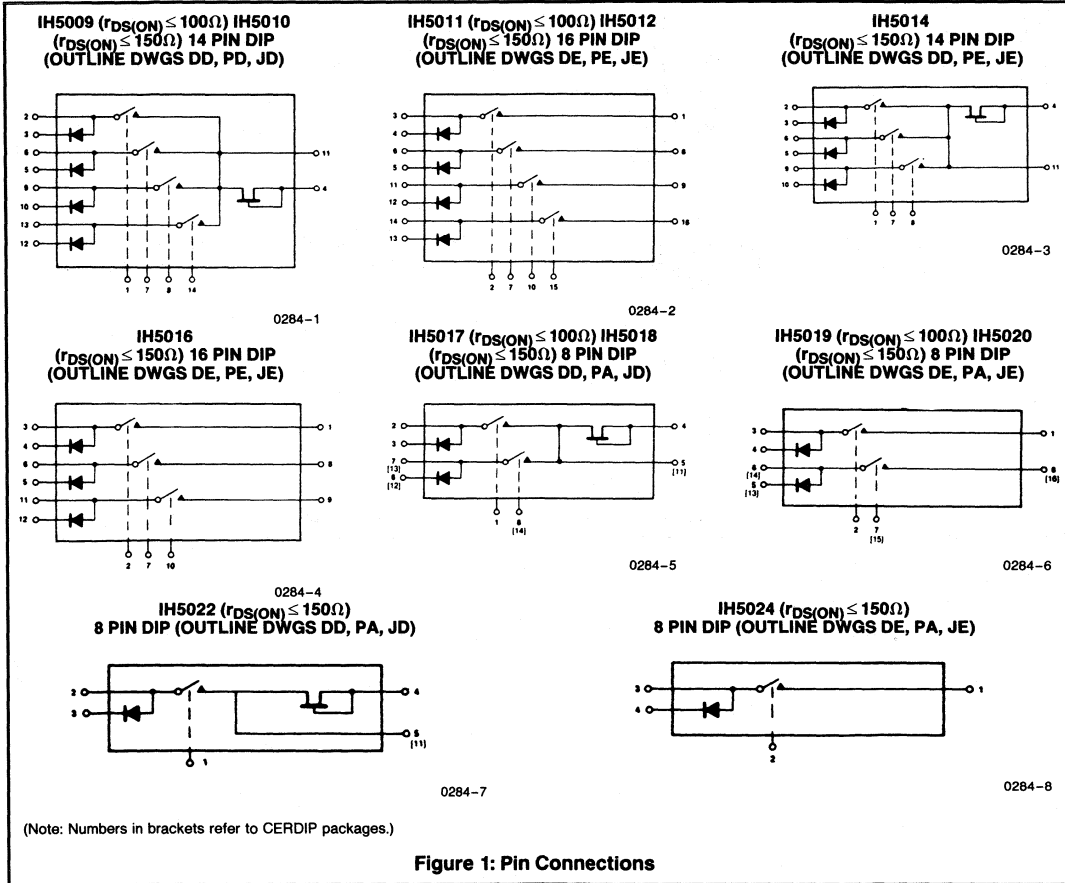 IH5009 (rDS(ON) ≤ 100Ω) IH5010
(rDS(ON) ≤ 150Ω) 14 PIN DIP
(OUTLINE DWGS DD, PD, JD)
2
3
6
5
9
10
13
12
11
4
1 7 8 14
0284-1
IH5011 (rDS(ON) ≤ 100Ω) IH5012
(rDS(ON) ≤ 150Ω) 16 PIN DIP
(OUTLINE DWGS DE, PE, JE)
3
4
6
5
11
12
14
13
1
8
9
16
2 7 10 15
0284-2
IH5014
(rDS(ON) ≤ 150Ω) 14 PIN DIP
(OUTLINE DWGS DD, PE, JE)
2
3
6
5
9
10
4
11
1 7 8
0284-3
IH5016
(rDS(ON) ≤ 150Ω) 16 PIN DIP
(OUTLINE DWGS DE, PE, JE)
3
4
6
5
11
12
1
8
9
2 7 10
0284-4
IH5017 (rDS(ON) ≤ 100Ω) IH5018
(rDS(ON) ≤ 150Ω) 8 PIN DIP
(OUTLINE DWGS DD, PA, JD)
2
3
7
[13]
[12]
4
5
[11]
1
[14]
0284-5
IH5019 (rDS(ON) ≤ 100Ω) IH5020
(rDS(ON) ≤ 150Ω) 8 PIN DIP
(OUTLINE DWGS DE, PA, JE)
3
4
6
[14]
5
[13]
1
[16]
2 7
[15]
0284-6
IH5022 (rDS(ON) ≤ 150Ω)
8 PIN DIP (OUTLINE DWGS DD, PA, JD)
2
3
4
5
[11]
1
0284-7
IH5024 (rDS(ON) ≤ 150Ω)
8 PIN DIP (OUTLINE DWGS DE, PA, JE)
3
4
1
2
0284-8
(Note: Numbers in brackets refer to CERDIP packages.)
Figure 1: Pin Connections